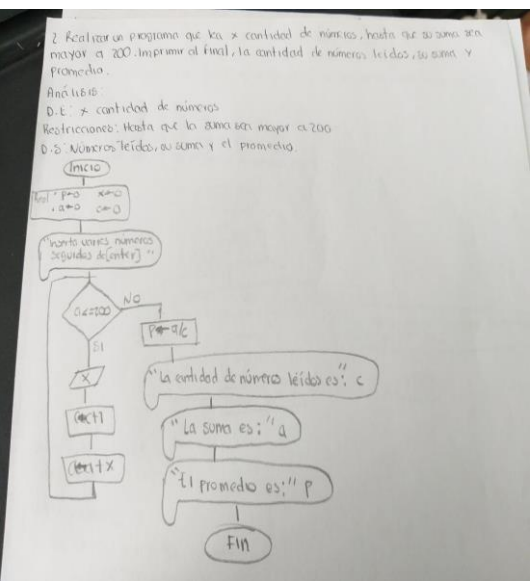 2. Realizar un programa que lea x cantidad de números, hasta que su suma sea
mayor a 200. Imprimir al final, la cantidad de números leídos, su suma y
promedio.
Análisis:
D.E: x cantidad de números
Restricciones: Hasta que la suma sea mayor a 200
D.S: Números leídos, su suma y el promedio.
Inicio
Real p←0 x←0
a←0 c←0
varios numeros
seguidos de [enter]"
a<=200
NO
SI
p←a/c
x
"La cantidad de número leídos es": c
c+1
"La suma es:" a
a+x
"El promedio es:" p
Fin